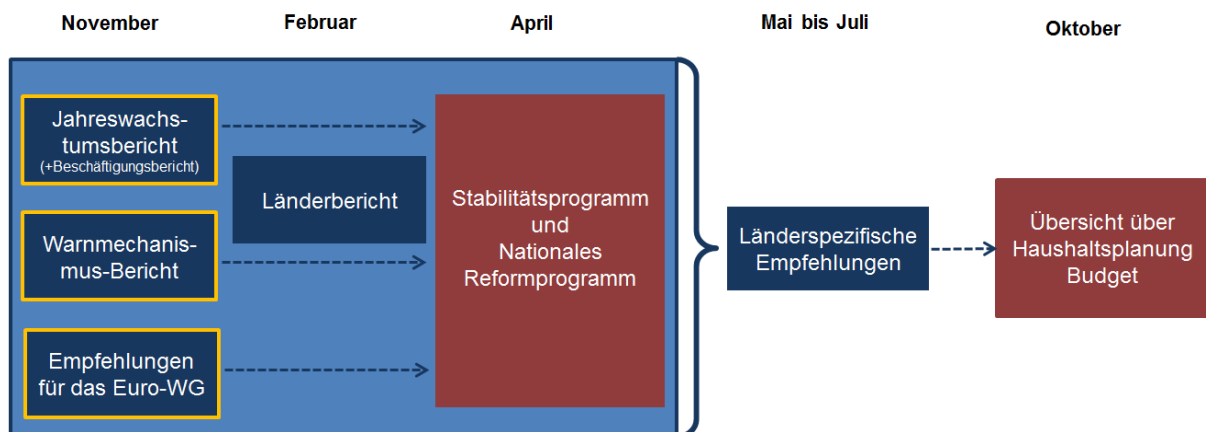 November
Februar
April
Mai bis Juli
Oktober
Jahreswachs-
tumsbericht
(+Beschäftigungsbericht)
Länderbericht
Warnmechanis-
mus-Bericht
Empfehlungen
für das Euro-WG
Stabilitätsprogramm
und
Nationales
Reformprogramm
Länderspezifische
Empfehlungen
Übersicht über
Haushaltsplanung
Budget